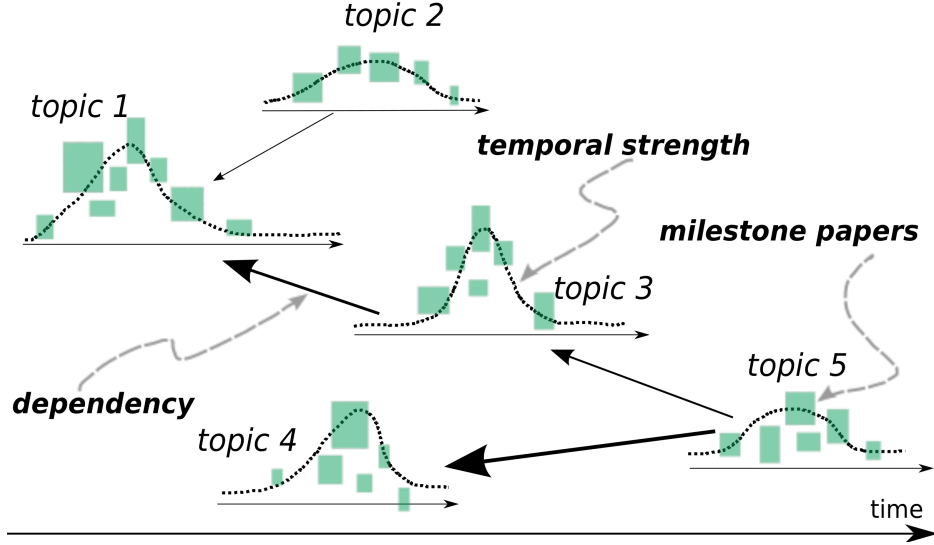 topic 2
topic 1
temporal strength
milestone papers
topic 3
topic 5
dependency
topic 4
time